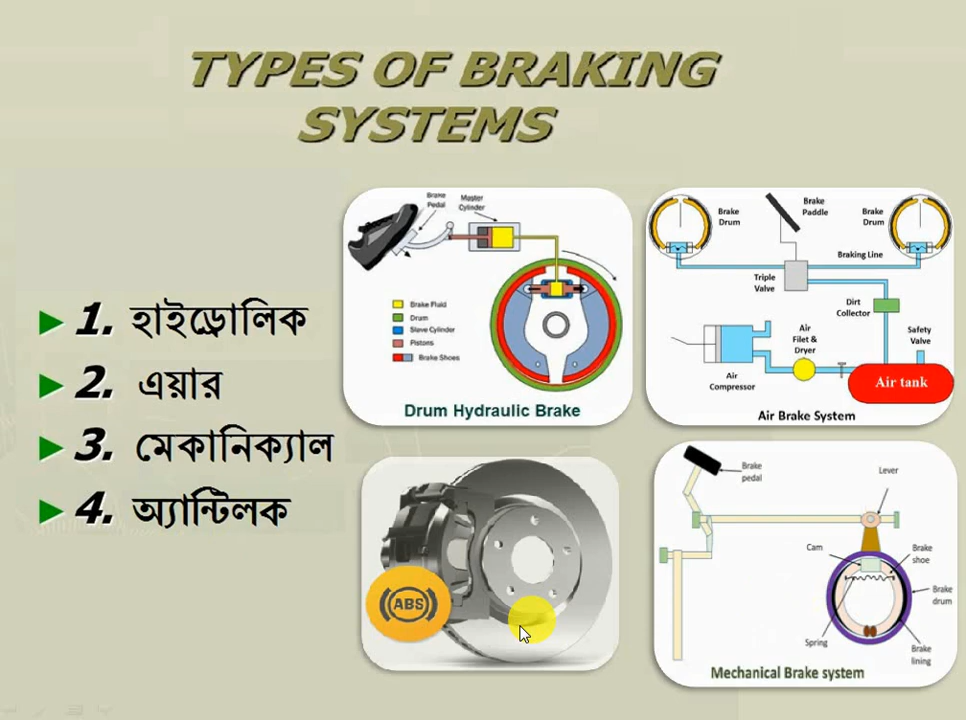 TYPES OF BRAKING
SYSTEMS
1. হাইড্রোলিক
2. এয়ার
3. মেকানিক্যাল
4. অ্যান্টিলক
Brake
Pedal
Master
Cylinder
Brake Fluid
Drum
Slave Cylinder
Pistons
Brake Shoes
Drum Hydraulic Brake
Brake
Drum
Brake
Paddle
Brake
Drum
Braking Line
Triple
Valve
Dirt
Collector
Safety
Valve
Air
Filet &
Dryer
Air
Compressor
Air tank
Air Brake System
ABS
Brake
pedal
Lever
Cam
Brake
shoe
Brake
drum
Spring
Brake
lining
Mechanical Brake system